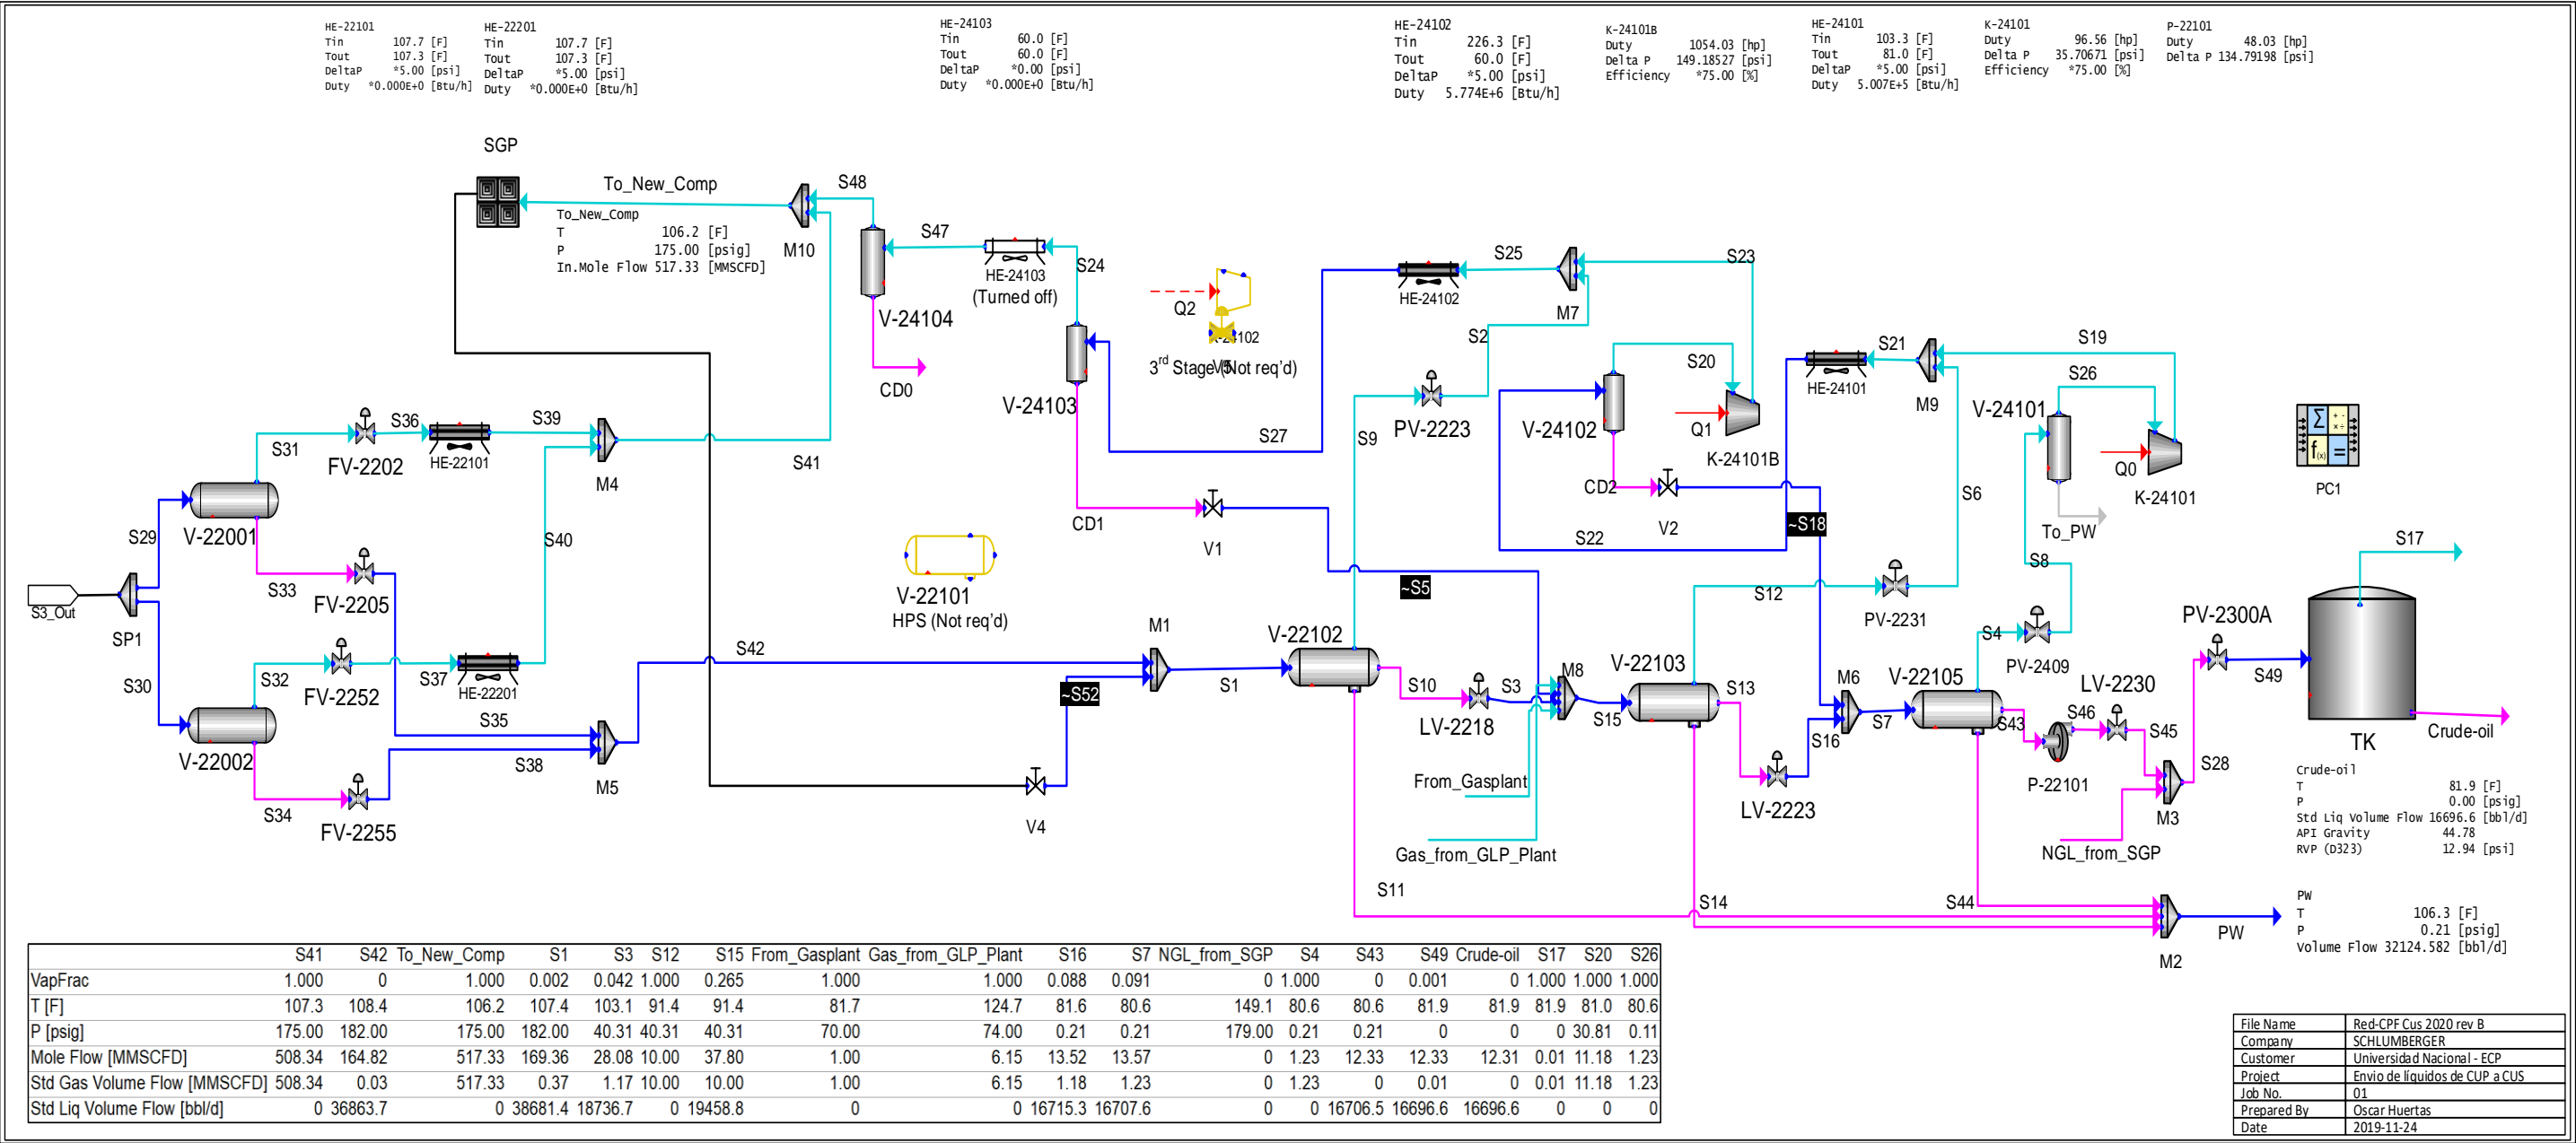 HE-22101
Tin 107.7 [F]
Tout 107.3 [F]
DeltaP *5.00 [psi]
Duty *0.000E+0 [Btu/h]
HE-22201
Tin 107.7 [F]
Tout 107.3 [F]
DeltaP *5.00 [psi]
Duty *0.000E+0 [Btu/h]
HE-24103
Tin 60.0 [F]
Tout 60.0 [F]
DeltaP *0.00 [psi]
Duty *0.000E+0 [Btu/h]
HE-24102
Tin 226.3 [F]
Tout 60.0 [F]
DeltaP *5.00 [psi]
Duty 5.774E+6 [Btu/h]
K-24101B
Duty 1054.03 [hp]
Delta P 149.18527 [psi]
Efficiency *75.00 [%]
HE-24101
Tin 103.3 [F]
Tout 81.0 [F]
DeltaP *5.00 [psi]
Duty 5.007E+5 [Btu/h]
K-24101
Duty 96.56 [hp]
Delta P 35.70671 [psi]
Efficiency *75.00 [%]
P-22101
Duty 48.03 [hp]
Delta P 134.79198 [psi]
SGP
To_New_Comp
To_New_Comp
T 106.2 [F]
P 175.00 [psig]
In.Mole Flow 517.33 [MMSCFD]
M10
S48
S47
V-24104
CD0
HE-24103
(Turned off)
S24
V-24103
CD1
V1
Q2
3rd Stage (Not req'd)
HE-24102
S25
M7
S23
S2
S9
PV-2223
S27
S20
V-24102
Q1
K-24101B
CD2
V2
~S18
S22
HE-24101
S21
M9
S19
S26
V-24101
Q0
K-24101
To_PW
S6
S8
PC1
S17
S31
FV-2202
S36
HE-22101
S39
M4
S41
V-22001
S29
S33
FV-2205
S40
S3_Out
SP1
S30
S32
FV-2252
S37
HE-22201
S35
V-22002
S34
FV-2255
S38
M5
S42
V-22101
HPS (Not req'd)
~S5
~S52
M1
S1
V4
V-22102
S10
LV-2218
S3
M8
S15
From_Gasplant
Gas_from_GLP_Plant
S11
V-22103
S12
PV-2231
S13
LV-2223
S16
M6
S7
S14
V-22105
S4
PV-2409
S43
P-22101
S46
LV-2230
S45
M3
S28
NGL_from_SGP
S44
PV-2300A
S49
TK
Crude-oil
Crude-oil
T 81.9 [F]
P 0.00 [psig]
Std Liq Volume Flow 16696.6 [bbl/d]
API Gravity 44.78
RVP (D323) 12.94 [psi]
M2
PW
PW
T 106.3 [F]
P 0.21 [psig]
Volume Flow 32124.582 [bbl/d]
S41 S42 To_New_Comp S1 S3 S12 S15 From_Gasplant Gas_from_GLP_Plant S16 S7 NGL_from_SGP S4 S43 S49 Crude-oil S17 S20 S26
VapFrac 1.000 0 1.000 0.002 0.042 1.000 0.265 1.000 1.000 0.088 0.091 0 1.000 0 0.001 0 1.000 1.000 1.000
T [F] 107.3 108.4 106.2 107.4 103.1 91.4 91.4 81.7 124.7 81.6 80.6 149.1 80.6 80.6 81.9 81.9 81.9 81.0 80.6
P [psig] 175.00 182.00 175.00 182.00 40.31 40.31 40.31 70.00 74.00 0.21 0.21 179.00 0.21 0.21 0 0 0 30.81 0.11
Mole Flow [MMSCFD] 508.34 164.82 517.33 169.36 28.08 10.00 37.80 1.00 6.15 13.52 13.57 0 1.23 12.33 12.33 12.31 0.01 11.18 1.23
Std Gas Volume Flow [MMSCFD] 508.34 0.03 517.33 0.37 1.17 10.00 10.00 1.00 6.15 1.18 1.23 0 1.23 0 0.01 0 0.01 11.18 1.23
Std Liq Volume Flow [bbl/d] 0 36863.7 0 38681.4 18736.7 0 19458.8 0 0 16715.3 16707.6 0 0 16706.5 16696.6 16696.6 0 0 0
File Name Red-CPF Cus 2020 rev B
Company SCHLUMBERGER
Customer Universidad Nacional - ECP
Project Envio de líquidos de CUP a CUS
Job No. 01
Prepared By Oscar Huertas
Date 2019-11-24